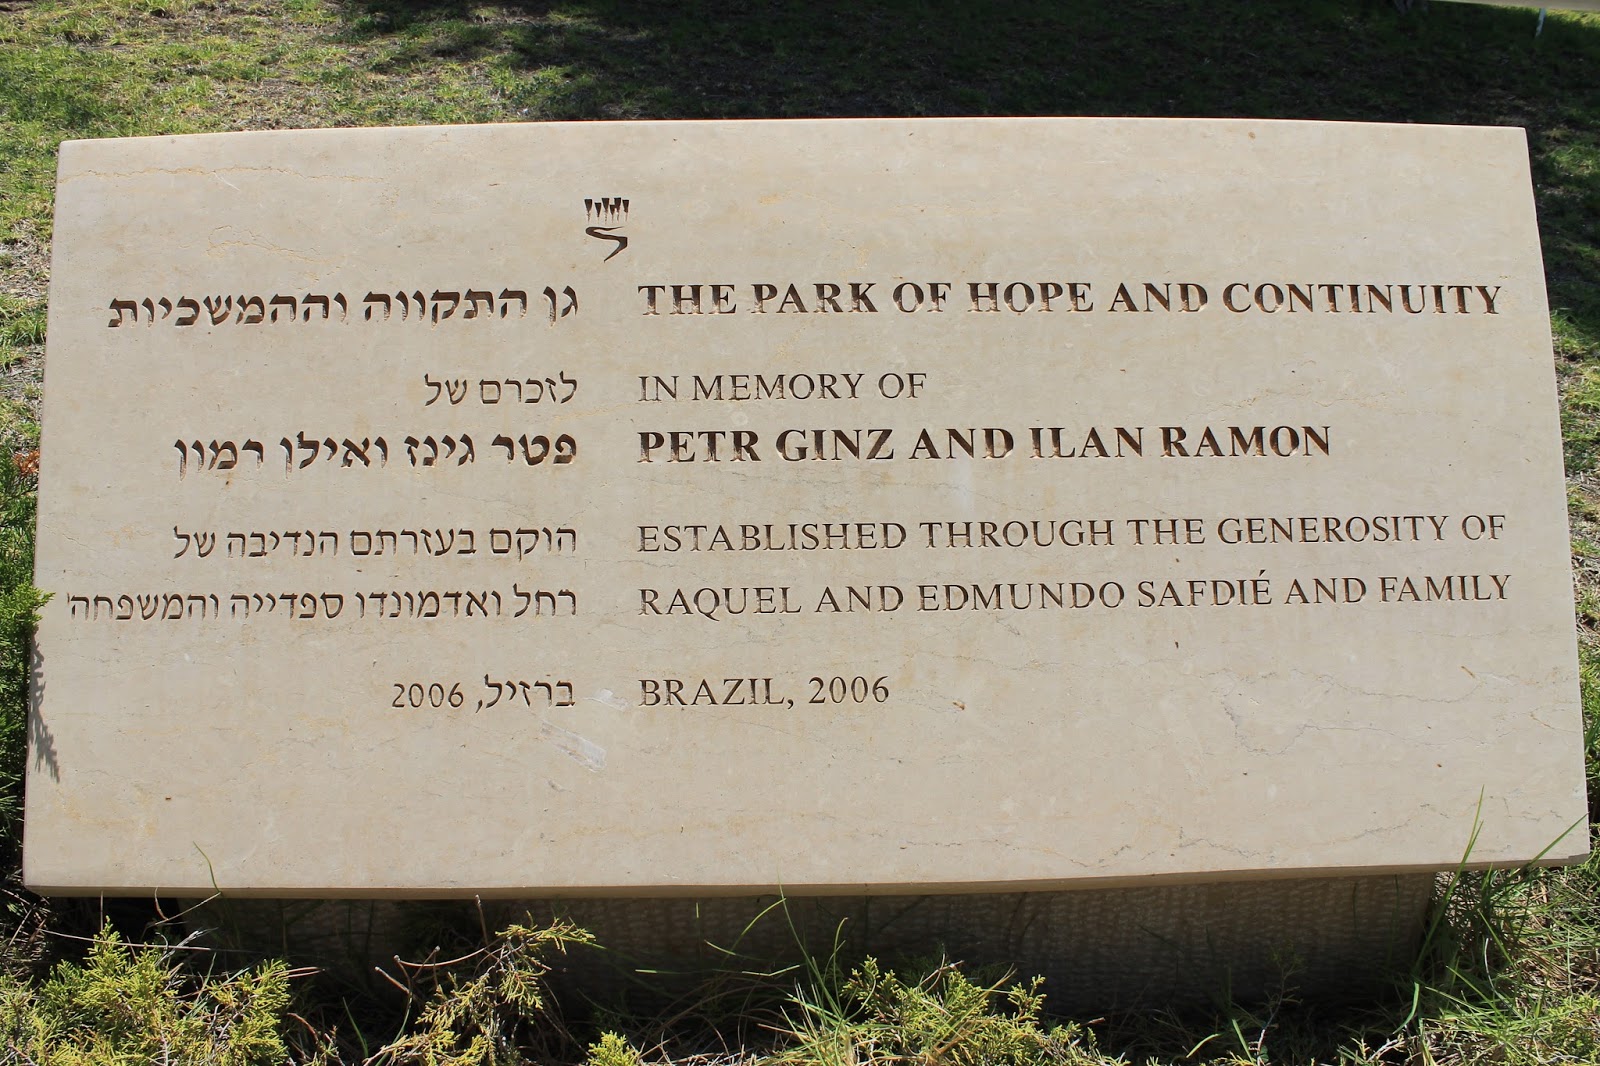 גן התקווה וההמשכיות
לזכרם של
פטר גינז ואילן רמון
הוקם בעזרתם הנדיבה של
רחל ואדמונדו ספדייה והמשפחה
ברזיל, 2006
THE PARK OF HOPE AND CONTINUITY
IN MEMORY OF
PETR GINZ AND ILAN RAMON
ESTABLISHED THROUGH THE GENEROSITY OF
RAQUEL AND EDMUNDO SAFDIÉ AND FAMILY
BRAZIL, 2006